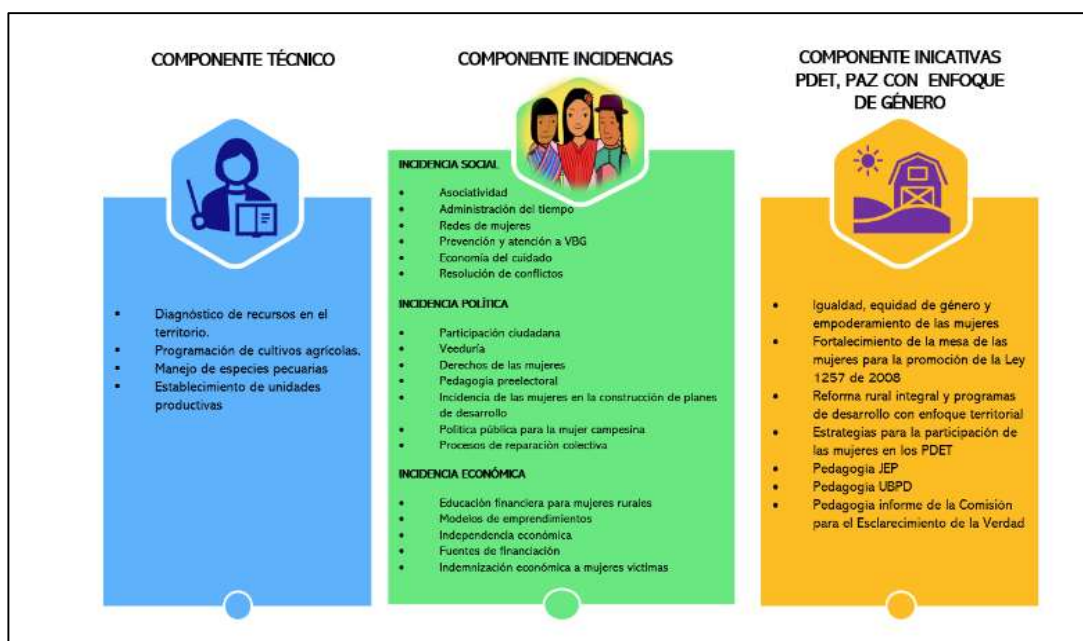 COMPONENTE TÉCNICO
Diagnóstico de recursos en el
territorio.
Programación de cultivos agrícolas.
Manejo de especies pecuarias
Establecimiento de unidades
productivas
COMPONENTE INCIDENCIAS
INCIDENCIA SOCIAL
Asociatividad
Administración del tiempo
Redes de mujeres
Prevención y atención a VBG
Economía del cuidado
Resolución de conflictos
INCIDENCIA POLÍTICA
Participación ciudadana
Veeduría
Derechos de las mujeres
Pedagogía preelectoral
Incidencia de las mujeres en la construcción de planes
de desarrollo
Política pública para la mujer campesina
Procesos de reparación colectiva
INCIDENCIA ECONÓMICA
Educación financiera para mujeres rurales
Modelos de emprendimientos
Independencia económica
Fuentes de financiación
Indemnización económica a mujeres víctimas
COMPONENTE INICATIVAS
PDET, PAZ CON ENFOQUE
DE GÉNERO
Igualdad, equidad de género y
empoderamiento de las mujeres
Fortalecimiento de la mesa de las
mujeres para la promoción de la Ley
1257 de 2008
Reforma rural integral y programas
de desarrollo con enfoque territorial
Estrategias para la participación de
las mujeres en los PDET
Pedagogía JEP
Pedagogía UBPD
Pedagogía informe de la Comisión
para el Esclarecimiento de la Verdad